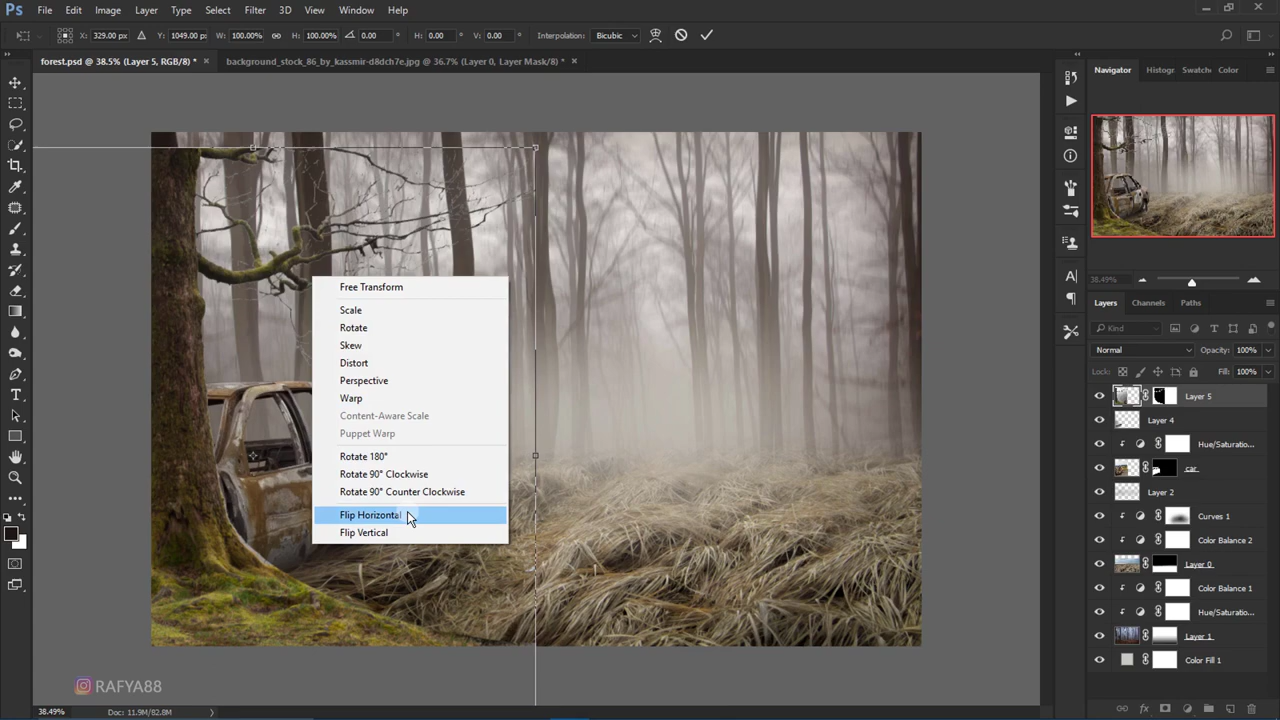 Ps File Edit Image Layer Type Select Filter 3D View Window Help
X: 329.00 px Y: 1049.00 px W: 100.00% H: 100.00% 0.00 ° H: 0.00 ° V: 0.00 ° Interpolation: Bicubic
forest.psd @ 38.5% (Layer 5, RGB/8) * × background_stock_86_by_kassmir-d8dch7e.jpg @ 36.7% (Layer 0, Layer Mask/8) * ×
Navigator Histogr Swatch Color
38.49%
Free Transform
Scale
Rotate
Skew
Distort
Perspective
Warp
Content-Aware Scale
Puppet Warp
Rotate 180°
Rotate 90° Clockwise
Rotate 90° Counter Clockwise
Flip Horizontal
Flip Vertical
Layers Channels Paths
Kind
Normal Opacity: 100%
Lock: Fill: 100%
Layer 5
Layer 4
Hue/Saturatio...
car
Layer 2
Curves 1
Color Balance 2
Layer 0
Color Balance 1
Hue/Saturatio...
Layer 1
Color Fill 1
RAFYA88
38.49% Doc: 11.9M/82.8M
fx